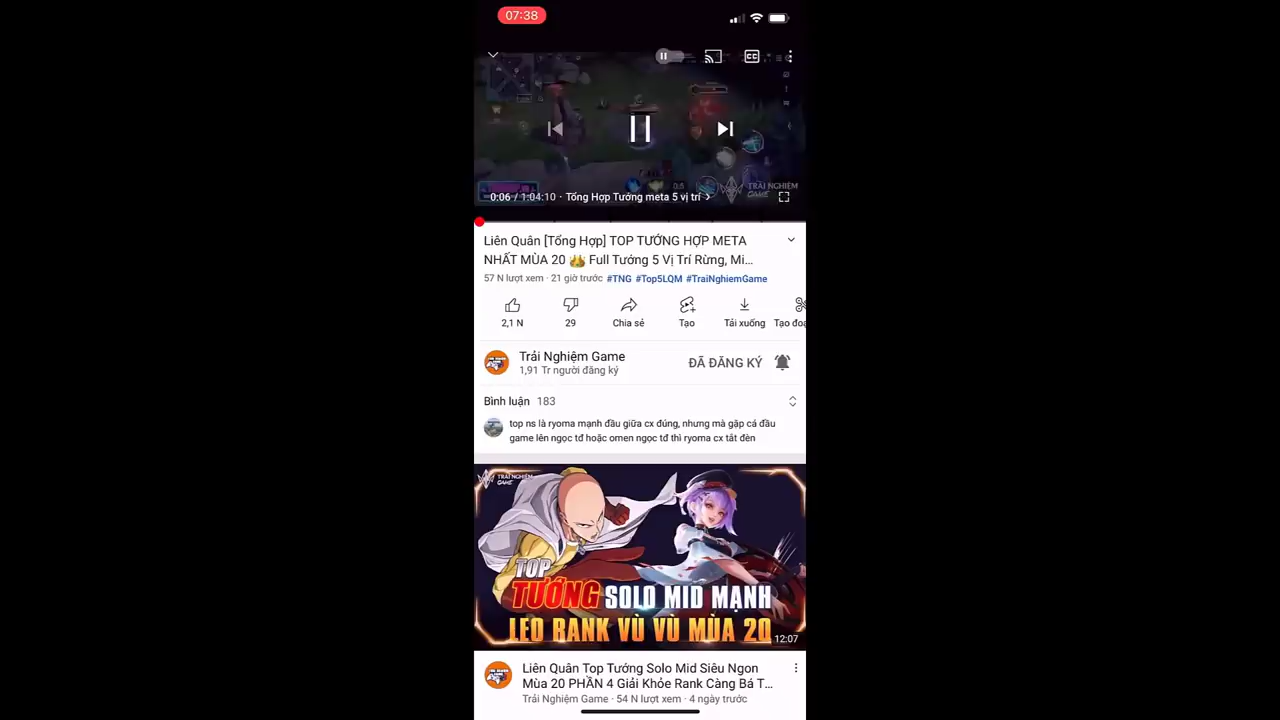 07:38
0:06 / 1:04:10 · Tổng Hợp Tướng meta 5 vị trí
TRẢI NGHIỆM
GAME
Liên Quân [Tổng Hợp] TOP TƯỚNG HỢP META
NHẤT MÙA 20 👑 Full Tướng 5 Vị Trí Rừng, Mi...
57 N lượt xem · 21 giờ trước #TNG #Top5LQM #TraiNghiemGame
2,1 N 29 Chia sẻ Tạo Tải xuống Tạo đoạ
Trải Nghiệm Game
1,91 Tr người đăng ký
ĐÃ ĐĂNG KÝ
Bình luận 183
top ns là ryoma mạnh đầu giữa cx đúng, nhưng mà gặp cá đầu
game lên ngọc tđ hoặc omen ngọc tđ thì ryoma cx tắt đèn
TRẢI NGHIỆM
GAME
TOP
TƯỚNG SOLO MID MẠNH
LEO RANK VÙ VÙ MÙA 20
12:07
Liên Quân Top Tướng Solo Mid Siêu Ngon
Mùa 20 PHẦN 4 Giải Khỏe Rank Càng Bá T...
Trải Nghiệm Game · 54 N lượt xem · 4 ngày trước